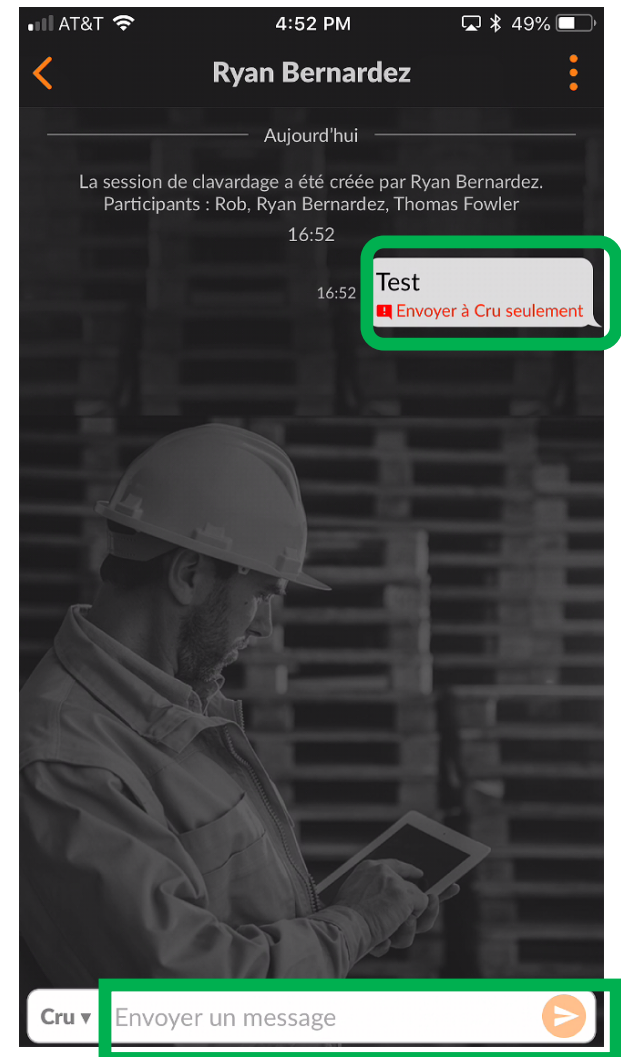 AT&T 4:52 PM 49%
Ryan Bernardez
Aujourd'hui
La session de clavardage a été créée par Ryan Bernardez.
Participants : Rob, Ryan Bernardez, Thomas Fowler
16:52
Test
16:52
Envoyer à Cru seulement
Cru ▾ Envoyer un message